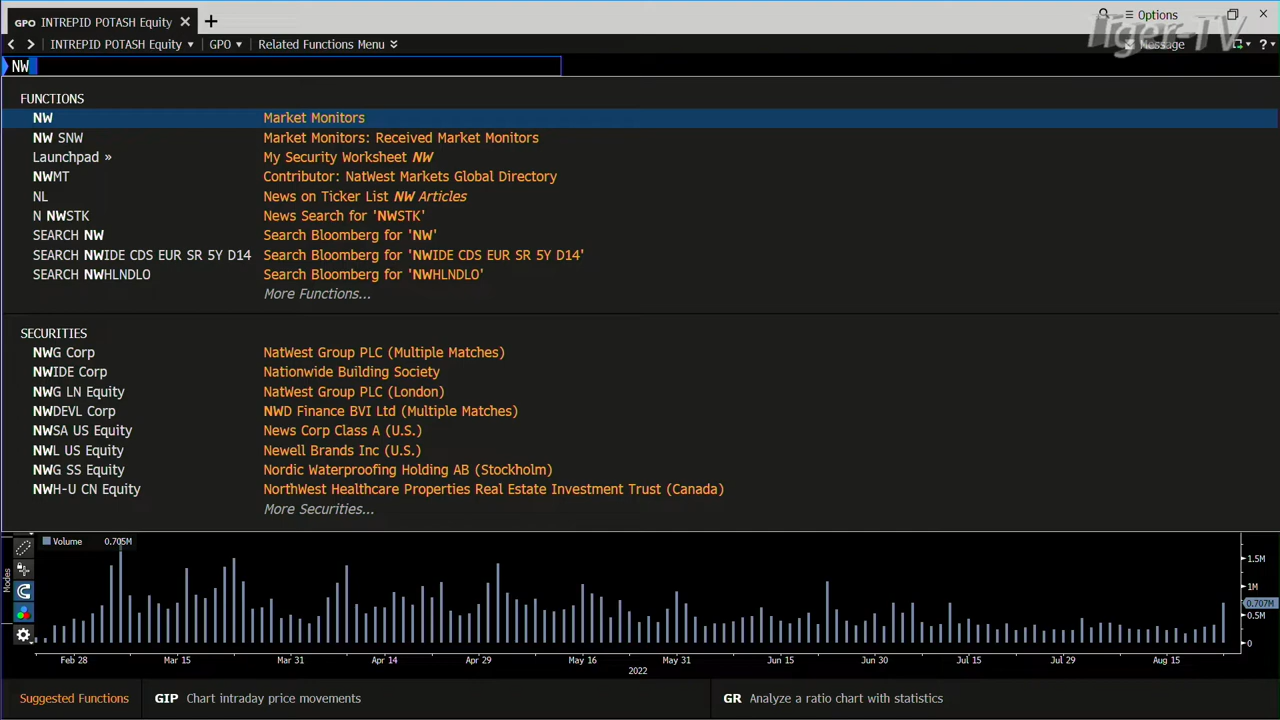 GPO INTREPID POTASH Equity
Options
INTREPID POTASH Equity GPO Related Functions Menu
Message
Tiger-TV
NW
FUNCTIONS
NW Market Monitors
NW SNW Market Monitors: Received Market Monitors
Launchpad » My Security Worksheet NW
NWMT Contributor: NatWest Markets Global Directory
NL News on Ticker List NW Articles
N NWSTK News Search for 'NWSTK'
SEARCH NW Search Bloomberg for 'NW'
SEARCH NWIDE CDS EUR SR 5Y D14 Search Bloomberg for 'NWIDE CDS EUR SR 5Y D14'
SEARCH NWHLNDLO Search Bloomberg for 'NWHLNDLO'
More Functions...
SECURITIES
NWG Corp NatWest Group PLC (Multiple Matches)
NWIDE Corp Nationwide Building Society
NWG LN Equity NatWest Group PLC (London)
NWDEVL Corp NWD Finance BVI Ltd (Multiple Matches)
NWSA US Equity News Corp Class A (U.S.)
NWL US Equity Newell Brands Inc (U.S.)
NWG SS Equity Nordic Waterproofing Holding AB (Stockholm)
NWH-U CN Equity NorthWest Healthcare Properties Real Estate Investment Trust (Canada)
More Securities...
Volume 0.705M
Modes
1.5M
1M
0.707M
0.5M
0
Feb 28 Mar 15 Mar 31 Apr 14 Apr 29 May 16 May 31 Jun 15 Jun 30 Jul 15 Jul 29 Aug 15
2022
Suggested Functions GIP Chart intraday price movements GR Analyze a ratio chart with statistics